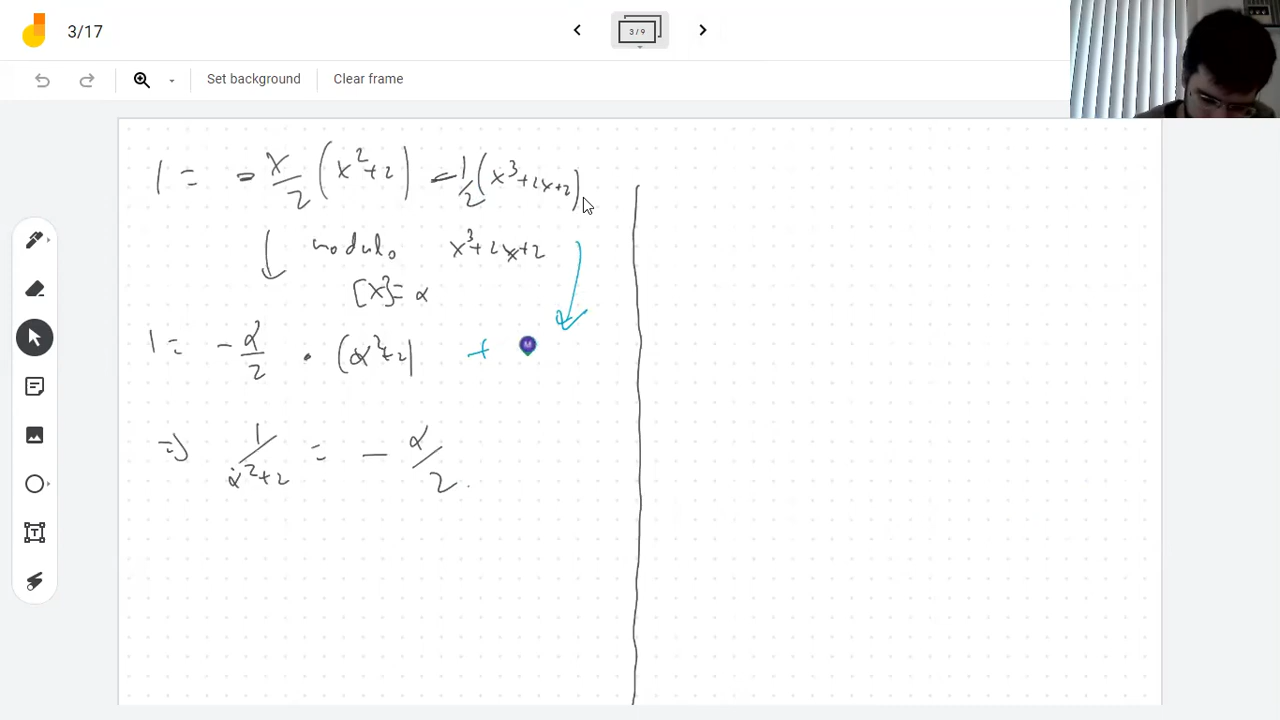 3/17
3 / 9
Set background
Clear frame
1 = - x/2 (x²+2) - 1/2 (x³+2x+2)
↓ modulo x³+2x+2
[x] = α
1 = - α/2 · (α²+2) +
M
⇒ 1/α²+2 = - α/2.
T